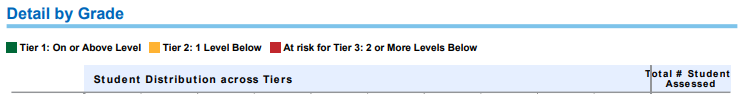 Detail by Grade
Tier 1: On or Above Level Tier 2: 1 Level Below At risk for Tier 3: 2 or More Levels Below
Student Distribution across Tiers
Total # Student
Assessed